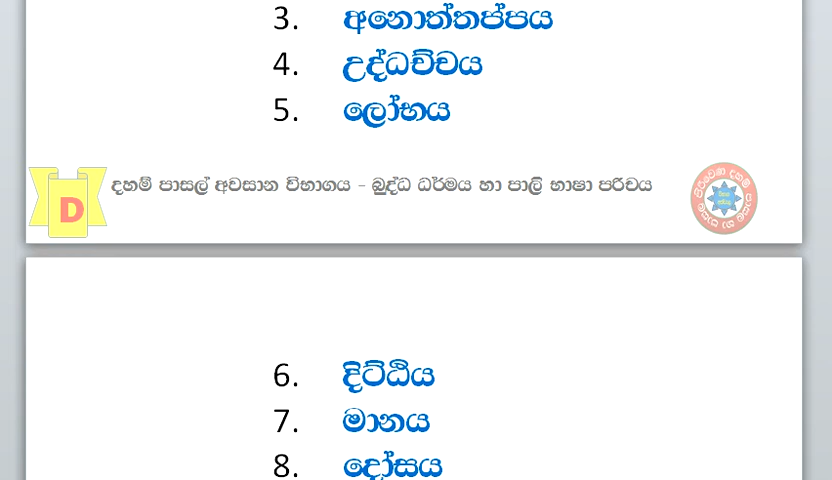 3. අනොත්තප්පය
4. උද්ධච්චය
5. ලෝභය
D දහම් පාසල් අවසාන විභාගය - බුද්ධ ධර්මය හා පාලි භාෂා පරිචය
6. දිට්ඨිය
7. මානය
8. දෝසය